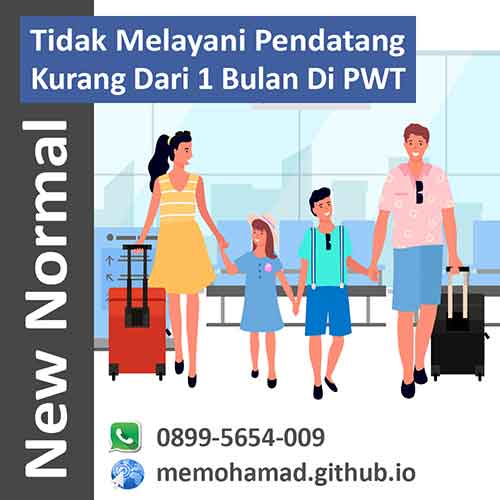 Tidak Melayani Pendatang
Kurang Dari 1 Bulan Di PWT
New Normal
0899-5654-009
memohamad.github.io